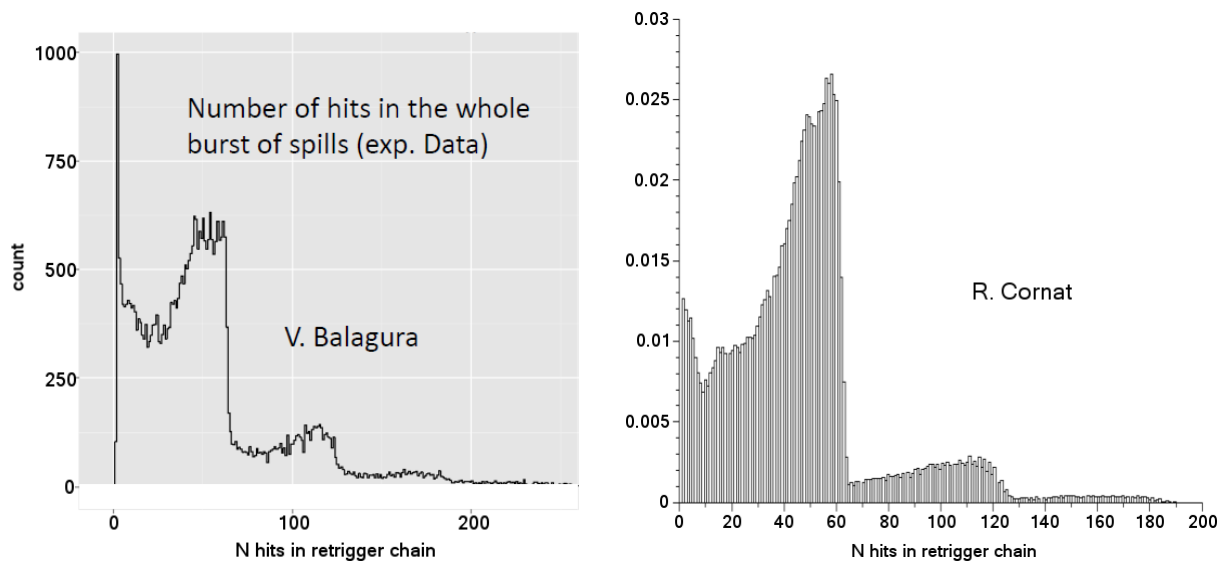 1000
750
500
250
0
count
Number of hits in the whole
burst of spills (exp. Data)
V. Balagura
0 100 200
N hits in retrigger chain
0.03
0.025
0.02
0.015
0.01
0.005
0
R. Cornat
0 20 40 60 80 100 120 140 160 180 200
N hits in retrigger chain